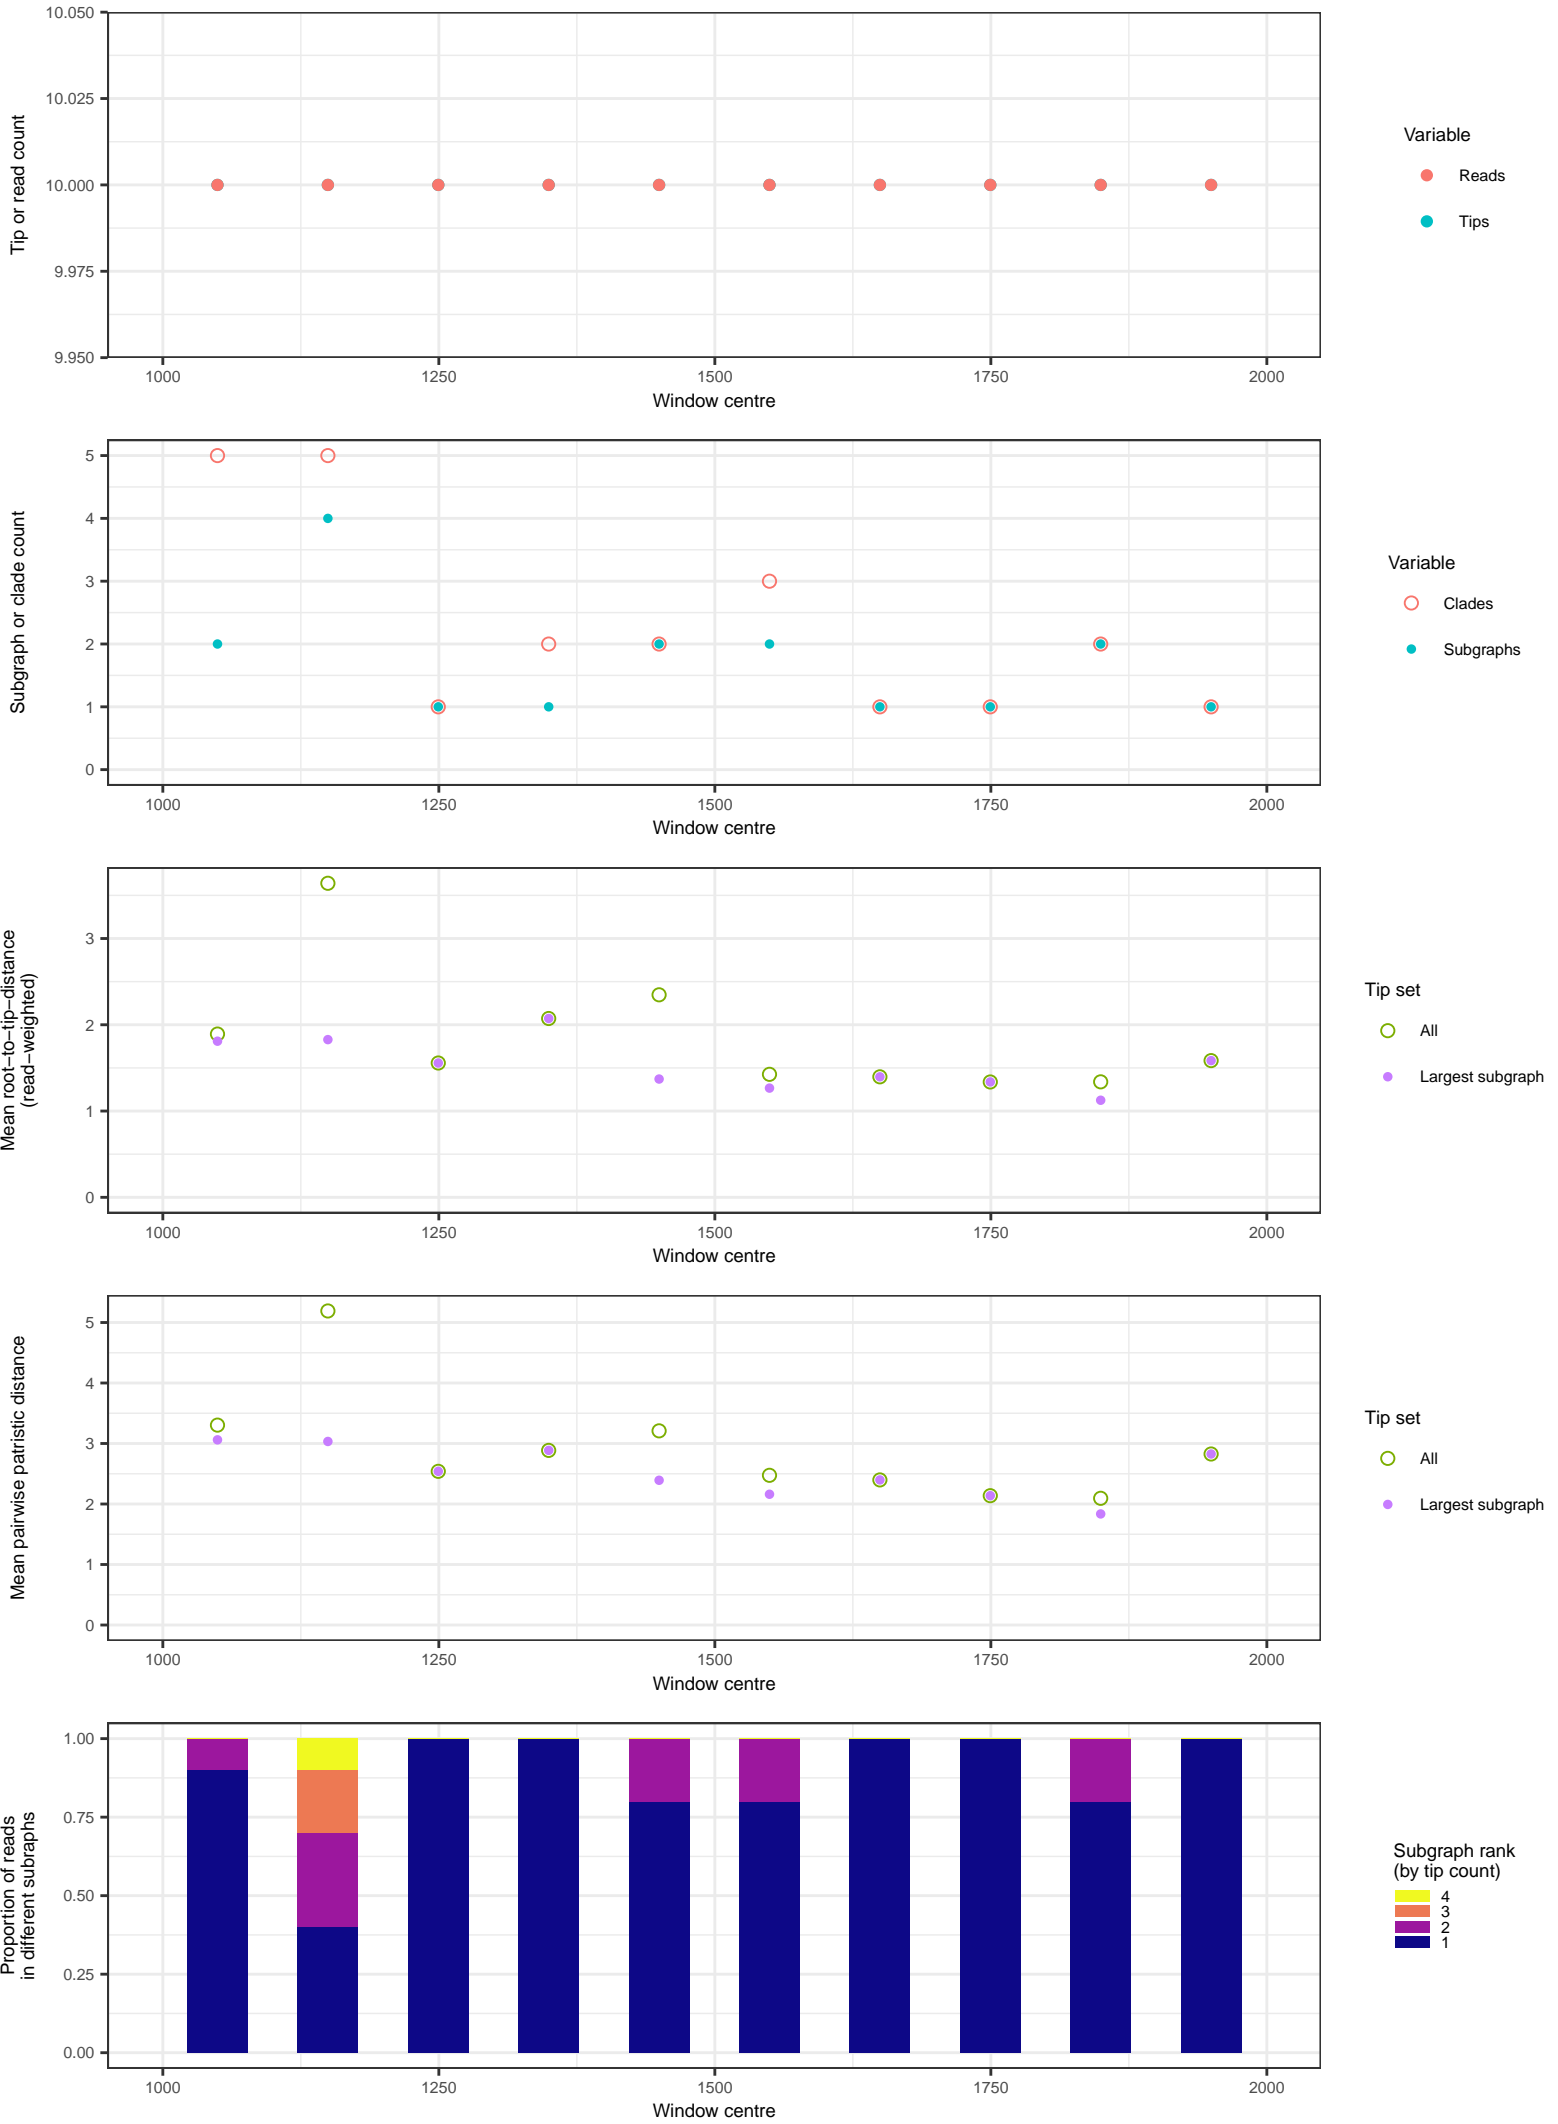 10.050
10.025
10.000
9.975
9.950
Tip or read count
1000 1250 1500 1750 2000
Window centre
Variable
Reads
Tips
5
4
3
2
1
0
Subgraph or clade count
1000 1250 1500 1750 2000
Window centre
Variable
Clades
Subgraphs
3
2
1
0
Mean root−to−tip−distance
(read−weighted)
1000 1250 1500 1750 2000
Window centre
Tip set
All
Largest subgraph
5
4
3
2
1
0
Mean pairwise patristic distance
1000 1250 1500 1750 2000
Window centre
Tip set
All
Largest subgraph
1.00
0.75
0.50
0.25
0.00
Proportion of reads
in different subraphs
1000 1250 1500 1750 2000
Window centre
Subgraph rank
(by tip count)
4
3
2
1